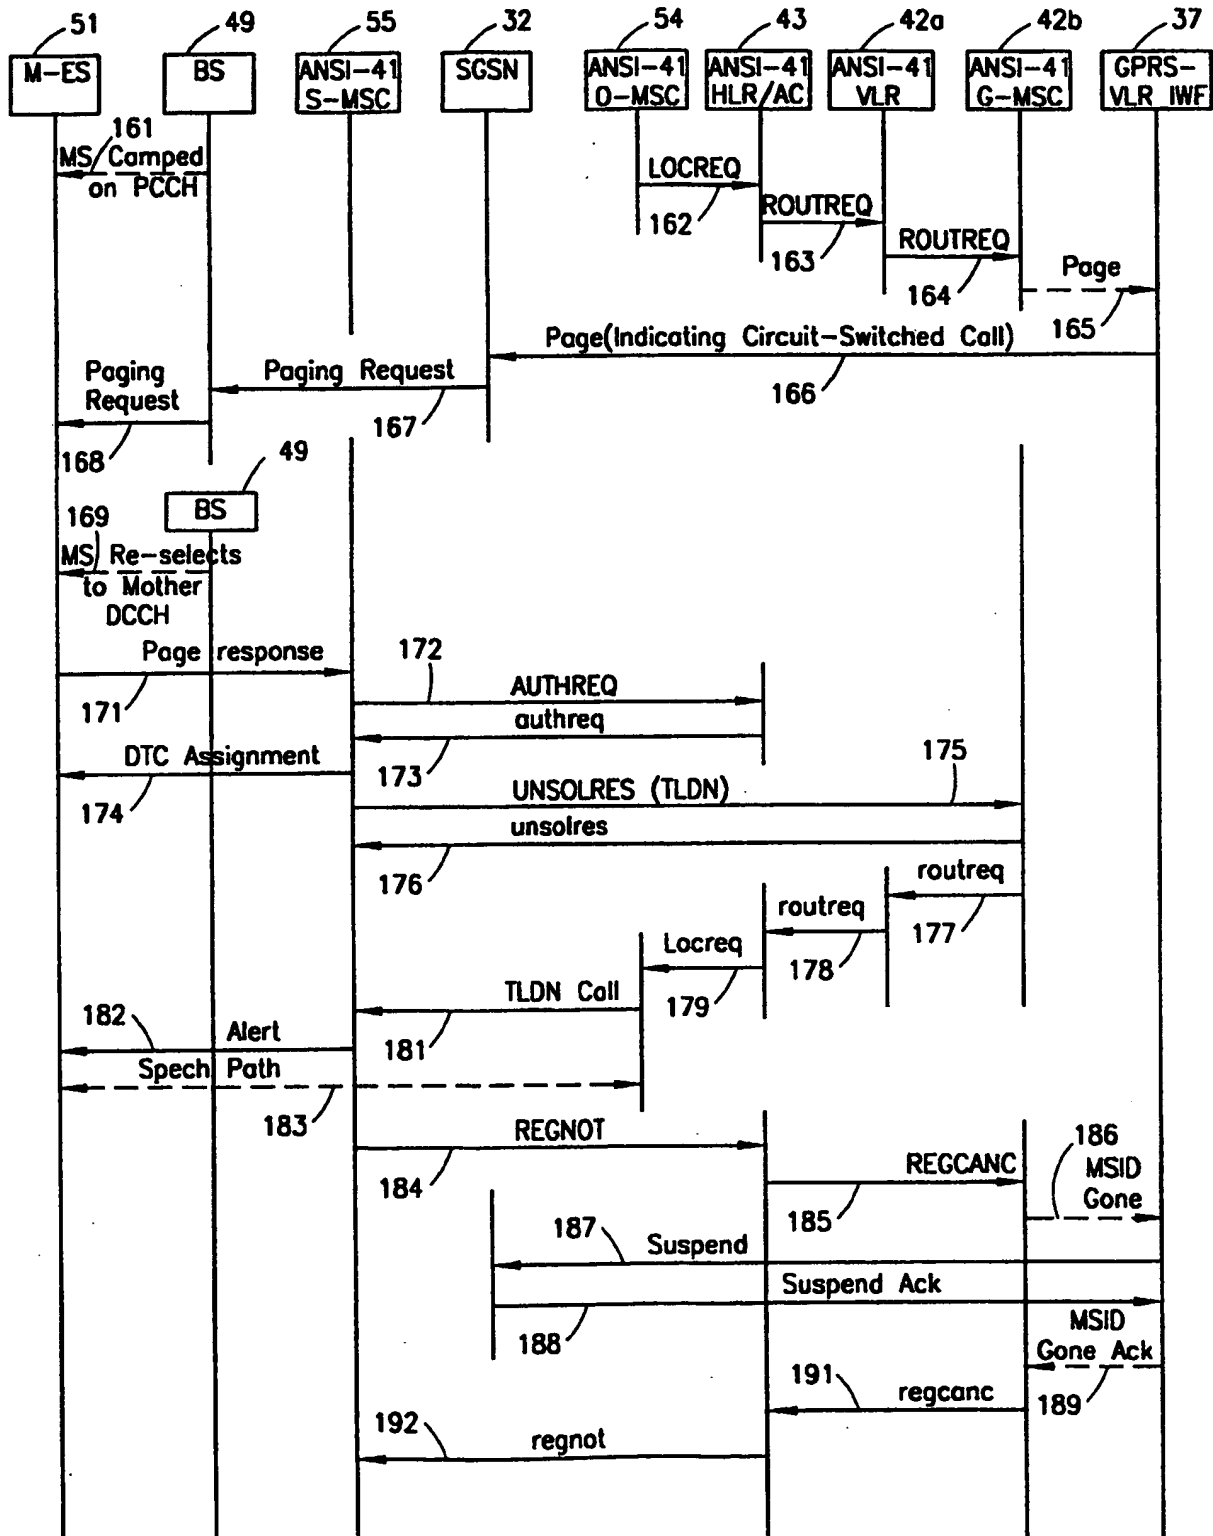 51
49
55
32
54
43
42a
42b
37
M-ES
BS
ANSI-41
S-MSC
SGSN
ANSI-41
O-MSC
ANSI-41
HLR/AC
ANSI-41
VLR
ANSI-41
G-MSC
GPRS-
VLR IWF
161
MS Camped
on PCCH
LOCREQ
162
ROUTREQ
163
ROUTREQ
164
Page
165
Page(Indicating Circuit-Switched Call)
166
Paging Request
167
Paging
Request
168
49
BS
169
MS Re-selects
to Mother
DCCH
Page response
171
172
AUTHREQ
authreq
173
DTC Assignment
174
175
UNSOLRES (TLDN)
unsolres
176
routreq
177
routreq
178
Locreq
179
TLDN Call
181
182
Alert
Spech Path
183
REGNOT
184
REGCANC
185
186
MSID
Gone
187
Suspend
Suspend Ack
188
MSID
Gone Ack
189
191
regcanc
192
regnot